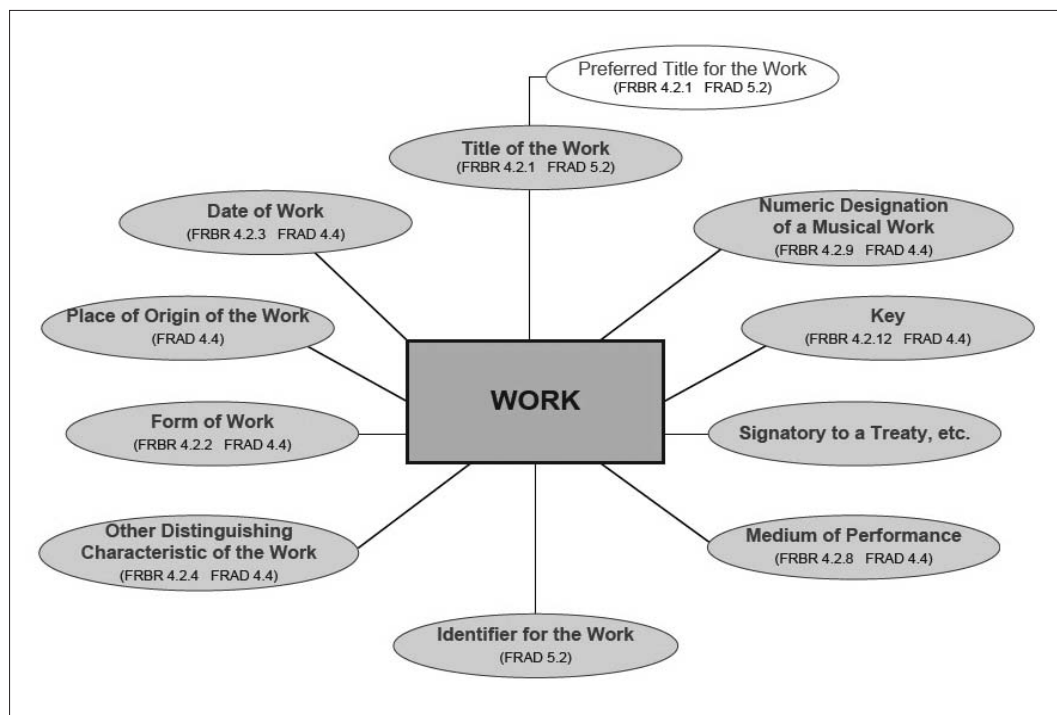 Preferred Title for the Work
(FRBR 4.2.1 FRAD 5.2)
Title of the Work
(FRBR 4.2.1 FRAD 5.2)
Date of Work
(FRBR 4.2.3 FRAD 4.4)
Numeric Designation
of a Musical Work
(FRBR 4.2.9 FRAD 4.4)
Place of Origin of the Work
(FRAD 4.4)
Key
(FRBR 4.2.12 FRAD 4.4)
WORK
Form of Work
(FRBR 4.2.2 FRAD 4.4)
Signatory to a Treaty, etc.
Other Distinguishing
Characteristic of the Work
(FRBR 4.2.4 FRAD 4.4)
Medium of Performance
(FRBR 4.2.8 FRAD 4.4)
Identifier for the Work
(FRAD 5.2)